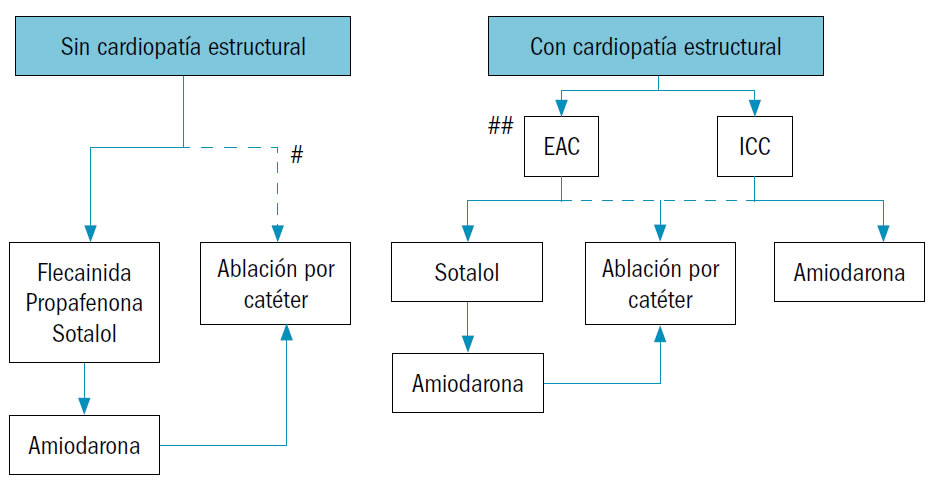 Sin cardiopatía estructural
Con cardiopatía estructural
#
##
EAC
ICC
Flecainida
Propafenona
Sotalol
Ablación por
catéter
Sotalol
Ablación por
catéter
Amiodarona
Amiodarona
Amiodarona